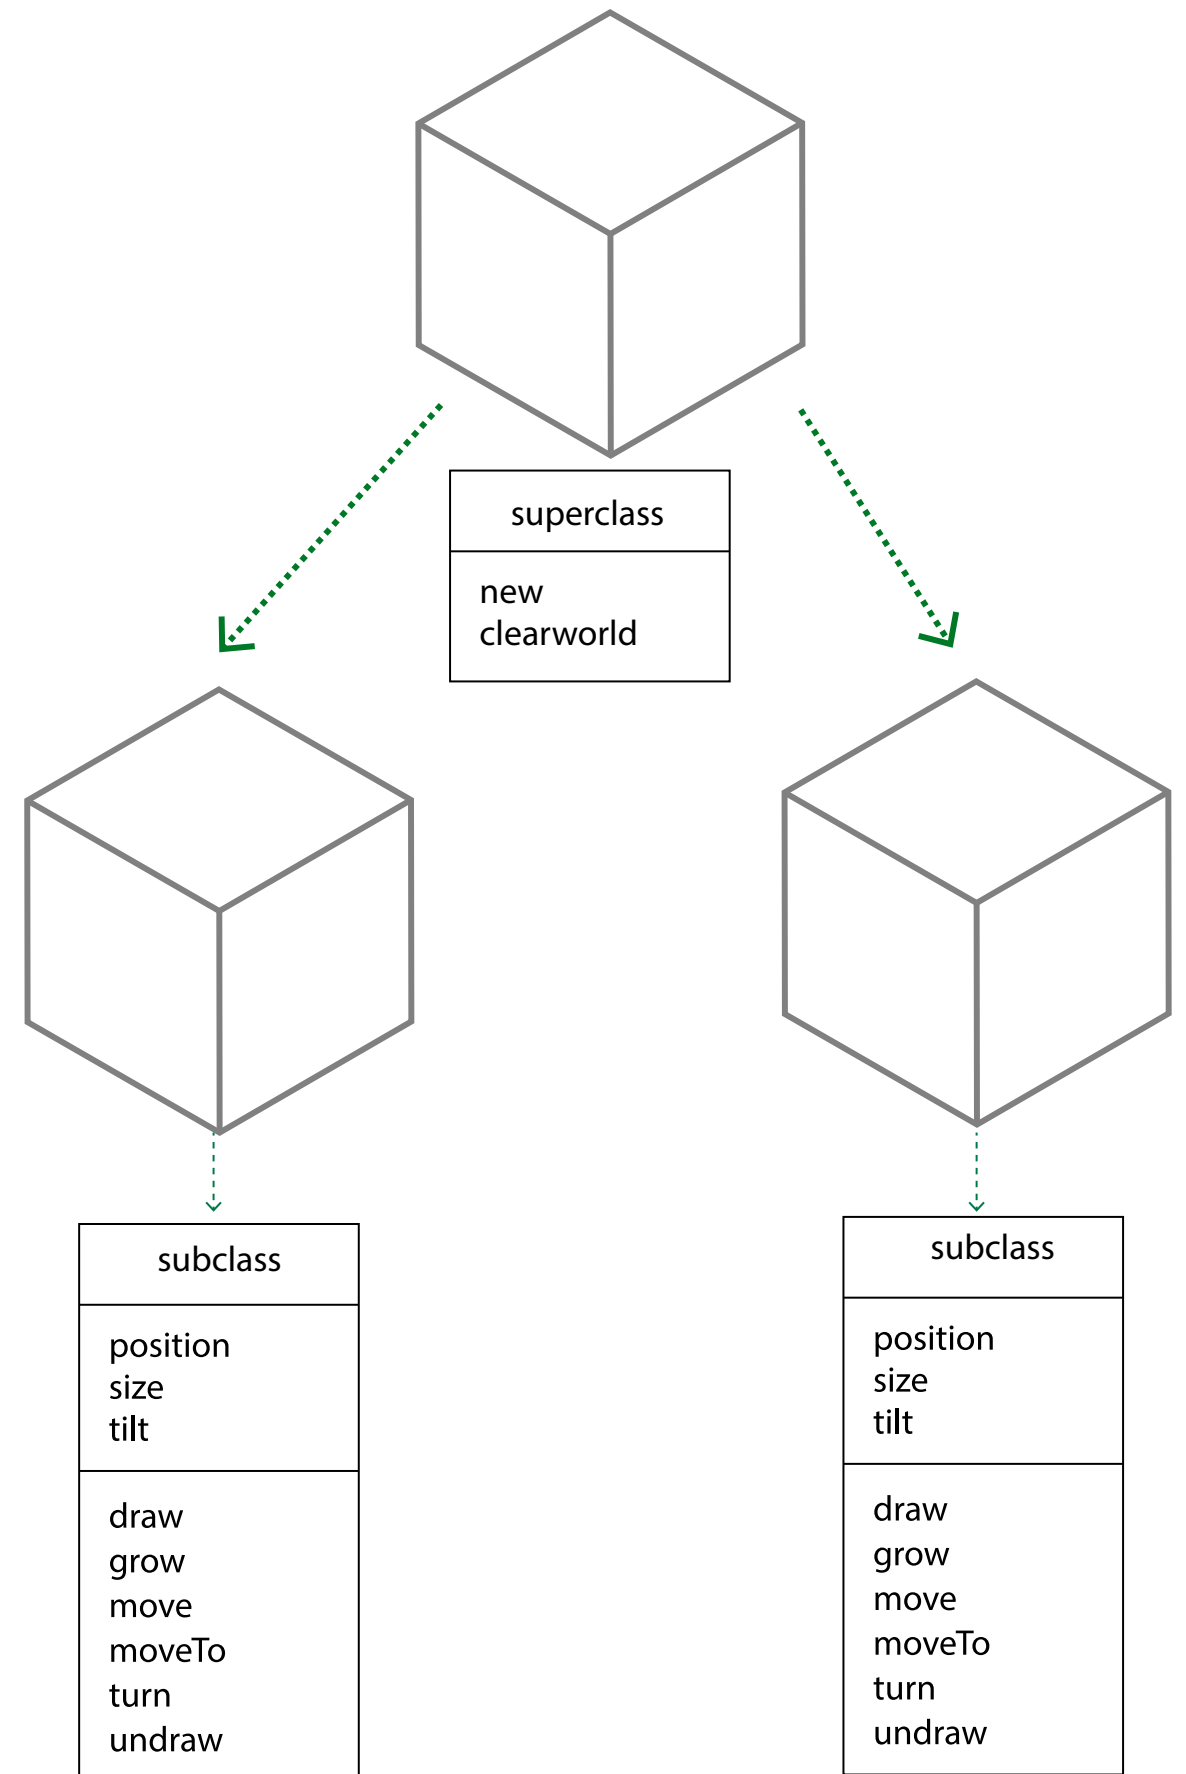 superclass
new
clearworld
subclass
position
size
tilt
draw
grow
move
moveTo
turn
undraw
subclass
position
size
tilt
draw
grow
move
moveTo
turn
undraw